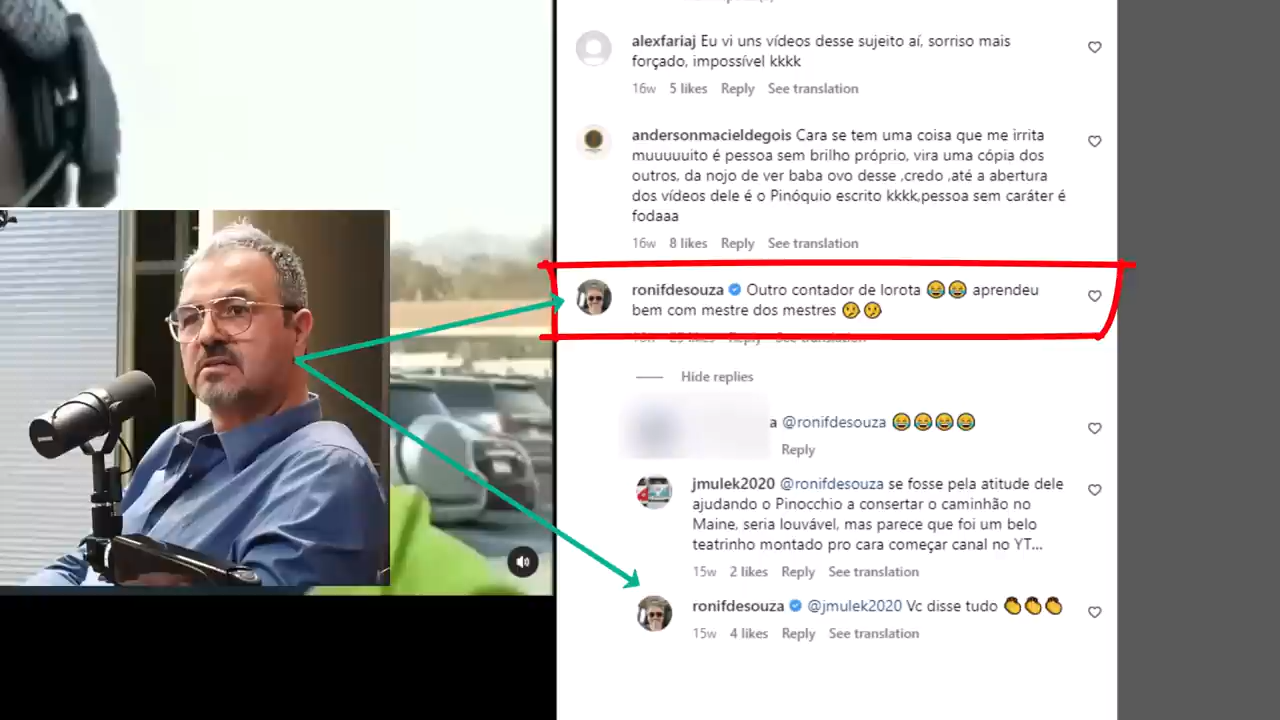 alexfariaj Eu vi uns vídeos desse sujeito aí, sorriso mais
forçado, impossível kkkk
16w 5 likes Reply See translation
andersonmacieldegois Cara se tem uma coisa que me irrita
muuuuuito é pessoa sem brilho próprio, vira uma cópia dos
outros, da nojo de ver baba ovo desse ,credo ,até a abertura
dos vídeos dele é o Pinóquio escrito kkkk,pessoa sem caráter é
fodaaa
16w 8 likes Reply See translation
ronifdesouza Outro contador de lorota 😂😂 aprendeu
bem com mestre dos mestres 🤥🤥
likes Reply See translation
Hide replies
a @ronifdesouza 😂😂😂😂
Reply
jmulek2020 @ronifdesouza se fosse pela atitude dele
ajudando o Pinocchio a consertar o caminhão no
Maine, seria louvável, mas parece que foi um belo
teatrinho montado pro cara começar canal no YT...
15w 2 likes Reply See translation
ronifdesouza @jmulek2020 Vc disse tudo 👏👏👏
15w 4 likes Reply See translation